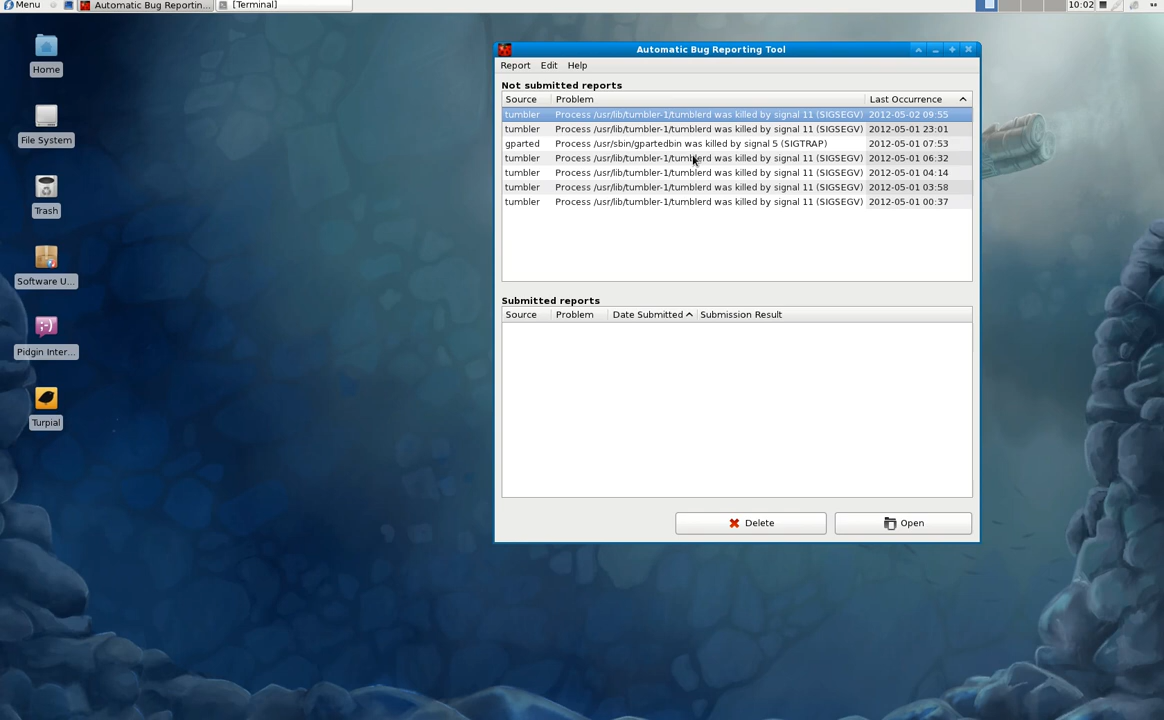 Menu Automatic Bug Reportin... [Terminal] 10:02
Home
File System
Trash
Software U...
Pidgin Inter...
Turpial
Automatic Bug Reporting Tool
Report Edit Help
Not submitted reports
Source Problem Last Occurrence
tumbler Process /usr/lib/tumbler-1/tumblerd was killed by signal 11 (SIGSEGV) 2012-05-02 09:55
tumbler Process /usr/lib/tumbler-1/tumblerd was killed by signal 11 (SIGSEGV) 2012-05-01 23:01
gparted Process /usr/sbin/gpartedbin was killed by signal 5 (SIGTRAP) 2012-05-01 07:53
tumbler Process /usr/lib/tumbler-1/tumblerd was killed by signal 11 (SIGSEGV) 2012-05-01 06:32
tumbler Process /usr/lib/tumbler-1/tumblerd was killed by signal 11 (SIGSEGV) 2012-05-01 04:14
tumbler Process /usr/lib/tumbler-1/tumblerd was killed by signal 11 (SIGSEGV) 2012-05-01 03:58
tumbler Process /usr/lib/tumbler-1/tumblerd was killed by signal 11 (SIGSEGV) 2012-05-01 00:37
Submitted reports
Source Problem Date Submitted Submission Result
Delete Open